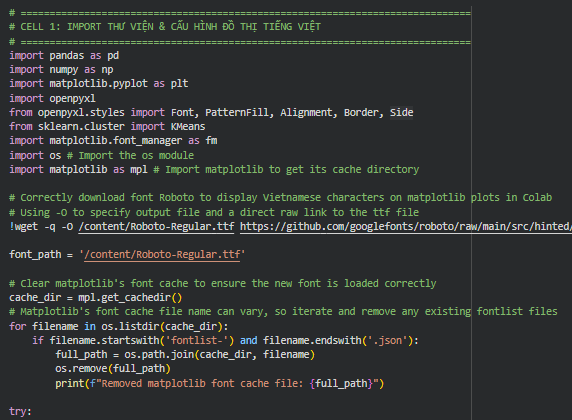 # ==============================================================================
# CELL 1: IMPORT THƯ VIỆN & CẤU HÌNH ĐỒ THỊ TIẾNG VIỆT
# ==============================================================================
import pandas as pd
import numpy as np
import matplotlib.pyplot as plt
import openpyxl
from openpyxl.styles import Font, PatternFill, Alignment, Border, Side
from sklearn.cluster import KMeans
import matplotlib.font_manager as fm
import os # Import the os module
import matplotlib as mpl # Import matplotlib to get its cache directory
# Correctly download font Roboto to display Vietnamese characters on matplotlib plots in Colab
# Using -O to specify output file and a direct raw link to the ttf file
!wget -q -O /content/Roboto-Regular.ttf https://github.com/googlefonts/roboto/raw/main/src/hinted/
font_path = '/content/Roboto-Regular.ttf'
# Clear matplotlib's font cache to ensure the new font is loaded correctly
cache_dir = mpl.get_cachedir()
# Matplotlib's font cache file name can vary, so iterate and remove any existing fontlist files
for filename in os.listdir(cache_dir):
    if filename.startswith('fontlist-') and filename.endswith('.json'):
        full_path = os.path.join(cache_dir, filename)
        os.remove(full_path)
        print(f"Removed matplotlib font cache file: {full_path}")
try: